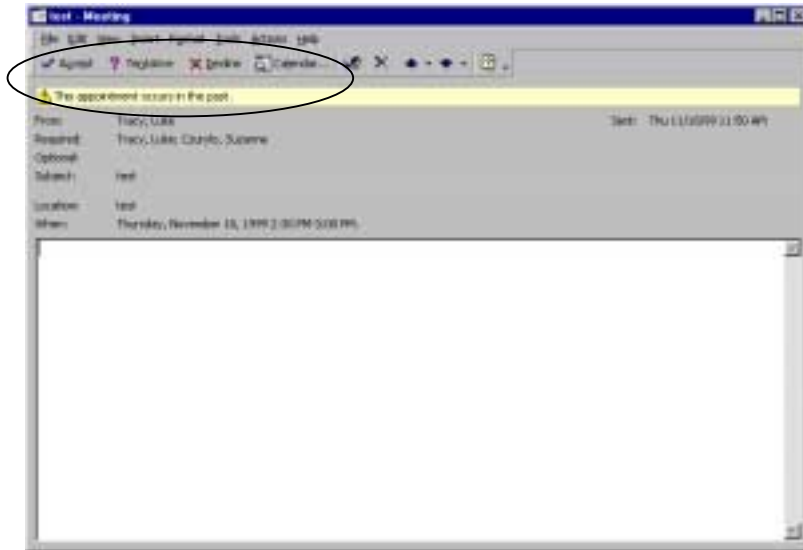 test - Meeting
File Edit View Insert Format Tools Actions Help
Accept Tentative Decline Calendar...
This appointment occurs in the past.
From: Tracy, Luke Sent: Thu 11/18/99 11:50 AM
Required: Tracy, Luke; Suzanne
Optional:
Subject: test
Location: test
When: Thursday, November 18, 1999 2:00 PM-5:00 PM.